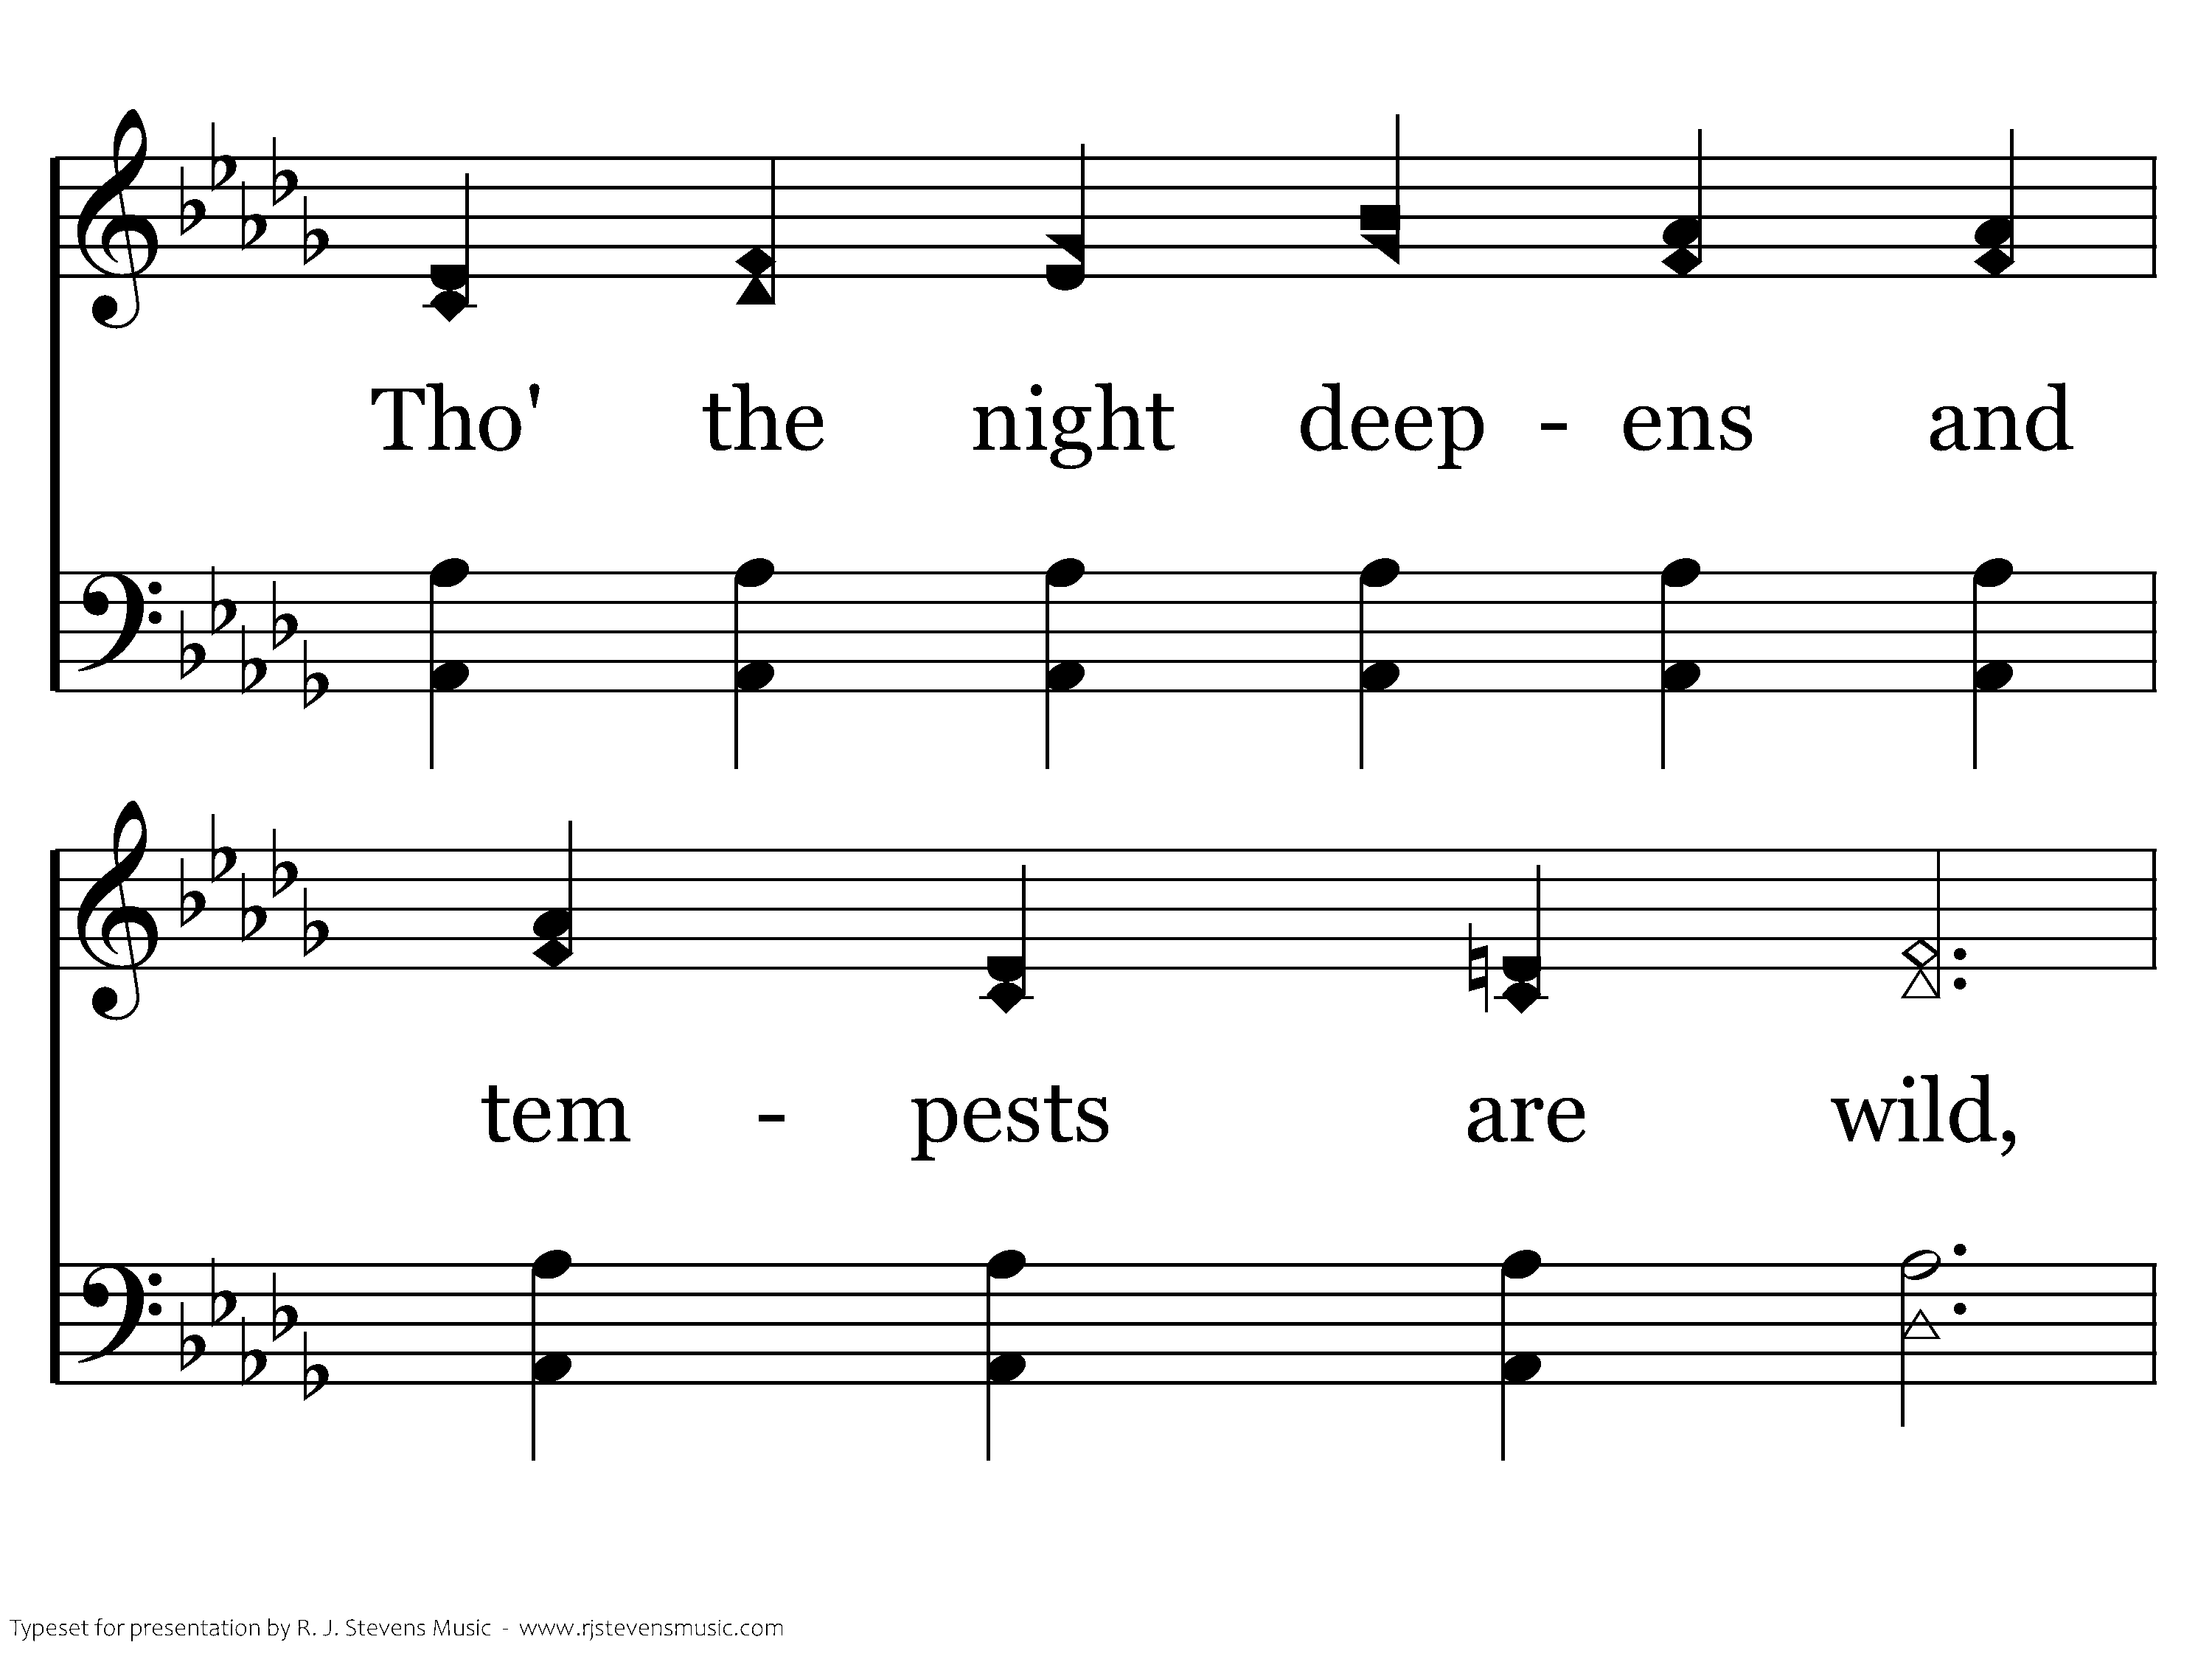 Tho' the night deep - ens and
tem - pests are wild,
Typeset for presentation by R. J. Stevens Music - www.rjstevensmusic.com